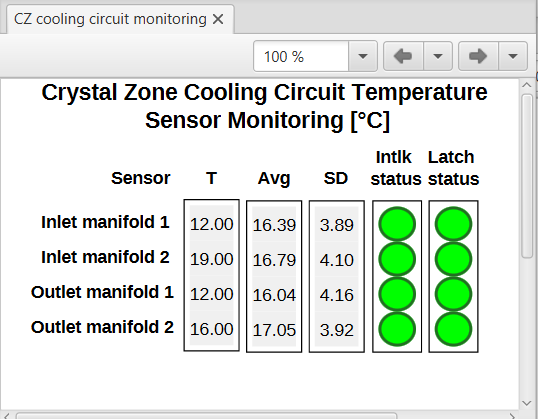 CZ cooling circuit monitoring
100 %
Crystal Zone Cooling Circuit Temperature
Sensor Monitoring [°C]
Sensor T Avg SD Intlk status Latch status
Inlet manifold 1 12.00 16.39 3.89
Inlet manifold 2 19.00 16.79 4.10
Outlet manifold 1 12.00 16.04 4.16
Outlet manifold 2 16.00 17.05 3.92